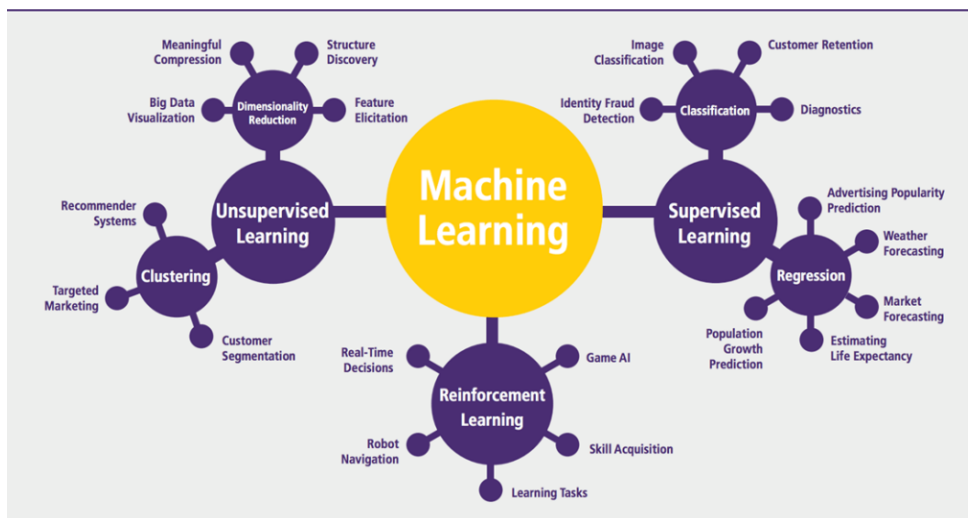 Machine
Learning
Unsupervised
Learning
Dimensionality
Reduction
Meaningful
Compression
Structure
Discovery
Big Data
Visualization
Feature
Elicitation
Clustering
Recommender
Systems
Targeted
Marketing
Customer
Segmentation
Supervised
Learning
Classification
Image
Classification
Customer Retention
Identity Fraud
Detection
Diagnostics
Regression
Advertising Popularity
Prediction
Weather
Forecasting
Market
Forecasting
Estimating
Life Expectancy
Population
Growth
Prediction
Reinforcement
Learning
Real-Time
Decisions
Game AI
Robot
Navigation
Skill Acquisition
Learning Tasks